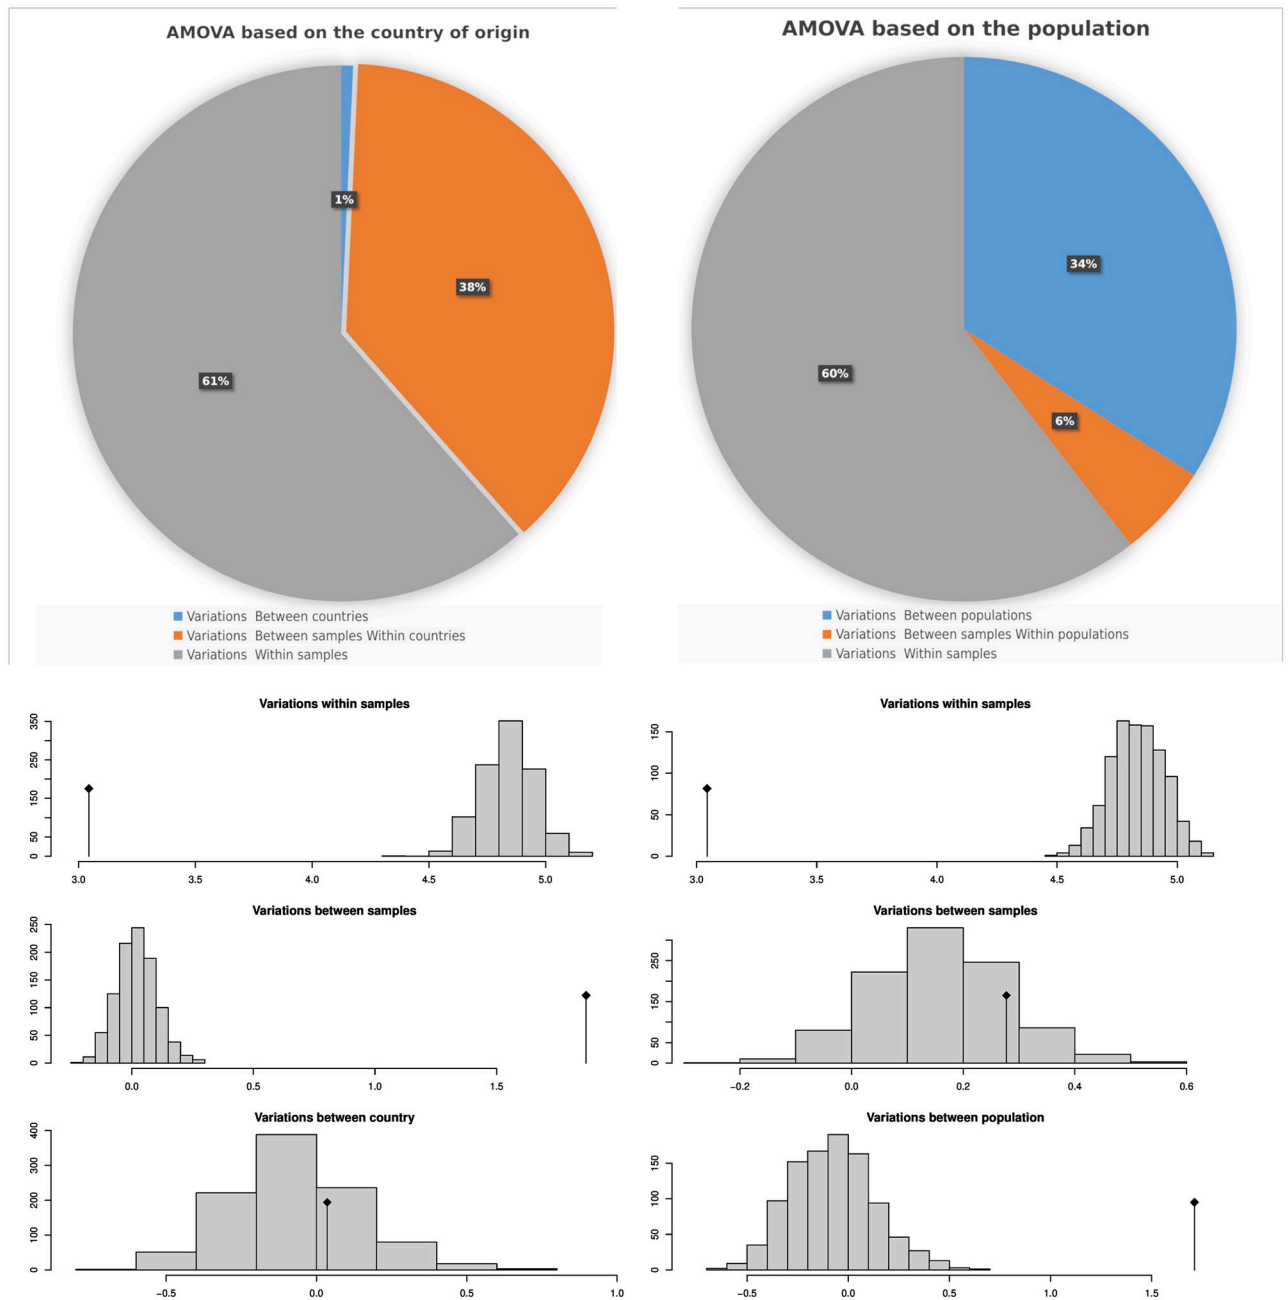 AMOVA based on the country of origin
1%
38%
61%
Variations Between countries
Variations Between samples Within countries
Variations Within samples
AMOVA based on the population
34%
60%
6%
Variations Between populations
Variations Between samples Within populations
Variations Within samples
Variations within samples
350
250
150
50
0
3.0 3.5 4.0 4.5 5.0
Variations within samples
150
100
50
0
3.0 3.5 4.0 4.5 5.0
Variations between samples
250
200
150
100
50
0
0.0 0.5 1.0 1.5
Variations between samples
250
150
50
0
−0.2 0.0 0.2 0.4 0.6
Variations between country
400
300
200
100
0
−0.5 0.0 0.5 1.0
Variations between population
150
100
50
0
−0.5 0.0 0.5 1.0 1.5